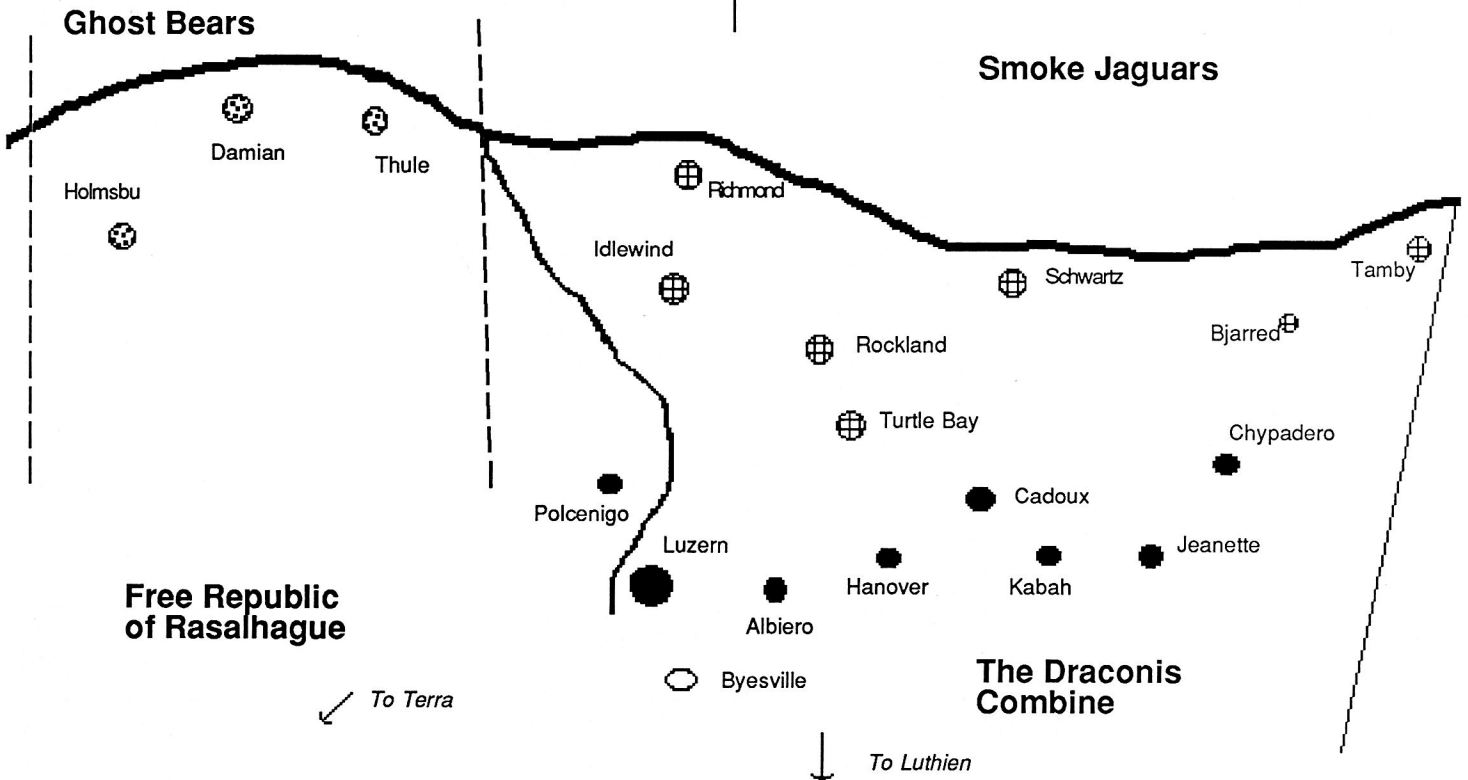 Ghost Bears
Smoke Jaguars
Damian
Thule
Holmsbu
Richmond
Idlewind
Schwartz
Tamby
Bjarred
Rockland
Turtle Bay
Chypadero
Cadoux
Polcenigo
Luzern
Jeanette
Hanover
Kabah
Albiero
Free Republic
of Rasalhague
Byesville
The Draconis
Combine
To Terra
To Luthien